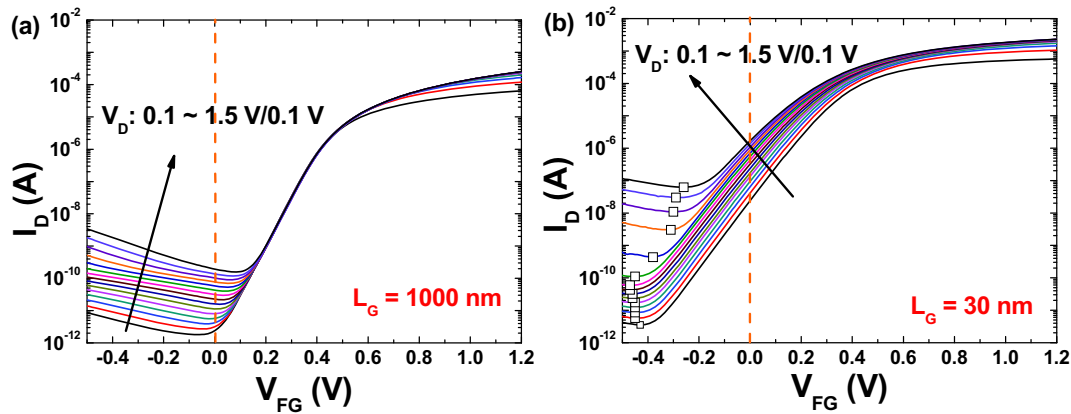 (a)
I_D (A)
10^-2
10^-4
10^-6
10^-8
10^-10
10^-12
V_D: 0.1 ~ 1.5 V/0.1 V
L_G = 1000 nm
-0.4 -0.2 0.0 0.2 0.4 0.6 0.8 1.0 1.2
V_FG (V)
(b)
I_D (A)
10^-2
10^-4
10^-6
10^-8
10^-10
10^-12
V_D: 0.1 ~ 1.5 V/0.1 V
L_G = 30 nm
-0.4 -0.2 0.0 0.2 0.4 0.6 0.8 1.0 1.2
V_FG (V)